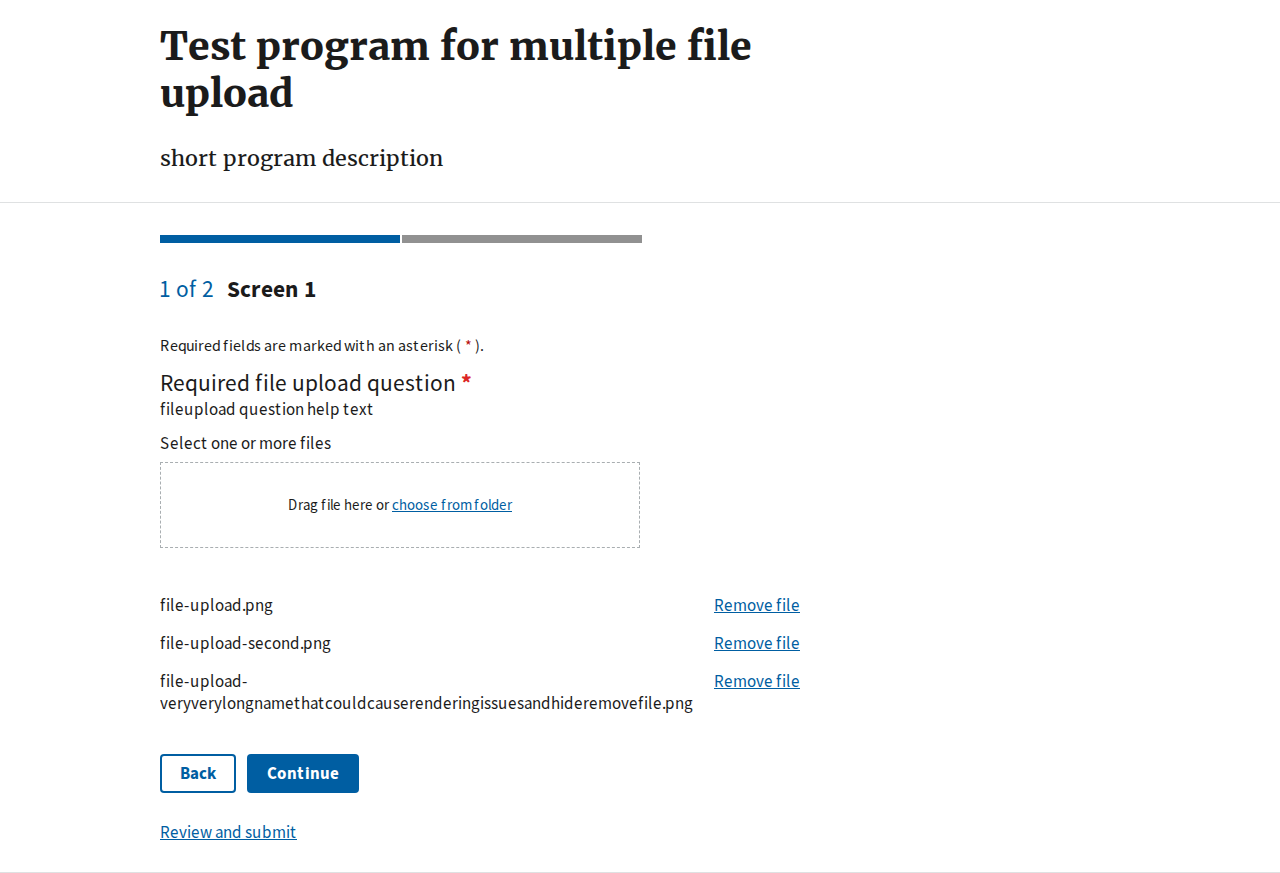 Test program for multiple file
upload
short program description
1 of 2 Screen 1
Required fields are marked with an asterisk ( * ).
Required file upload question *
fileupload question help text
Select one or more files
Drag file here or choose from folder
file-upload.png Remove file
file-upload-second.png Remove file
file-upload- Remove file
veryverylongnamethatcouldcauserenderingissuesandhideremovefile.png
Back Continue
Review and submit